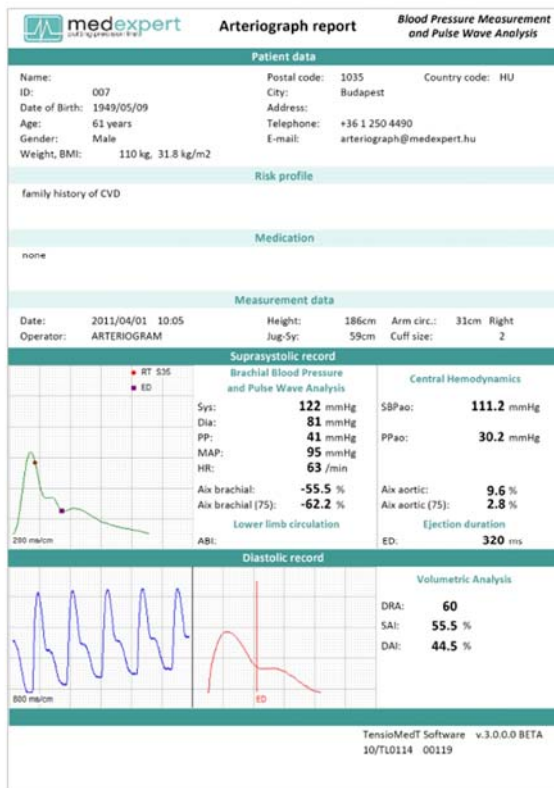 medexpert
putting precision first
Arteriograph report
Blood Pressure Measurement
and Pulse Wave Analysis
Patient data
Name:
ID: 007
Date of Birth: 1949/05/09
Age: 61 years
Gender: Male
Weight, BMI: 110 kg, 31.8 kg/m2
Postal code: 1035 Country code: HU
City: Budapest
Address:
Telephone: +36 1 250 4490
E-mail: arteriograph@medexpert.hu
Risk profile
family history of CVD
Medication
none
Measurement data
Date: 2011/04/01 10:05 Height: 186cm Arm circ.: 31cm Right
Operator: ARTERIOGRAM Jug-Sy: 59cm Cuff size: 2
Suprasystolic record
RT S35
ED
290 ms/cm
Brachial Blood Pressure
and Pulse Wave Analysis
Sys: 122 mmHg
Dia: 81 mmHg
PP: 41 mmHg
MAP: 95 mmHg
HR: 63 /min
Aix brachial: -55.5 %
Aix brachial (75): -62.2 %
Lower limb circulation
ABI:
Central Hemodynamics
SBPao: 111.2 mmHg
PPao: 30.2 mmHg
Aix aortic: 9.6 %
Aix aortic (75): 2.8 %
Ejection duration
ED: 320 ms
Diastolic record
800 ms/cm
ED
Volumetric Analysis
DRA: 60
SAI: 55.5 %
DAI: 44.5 %
TensioMedT Software v.3.0.0.0 BETA
10/TL0114 00119